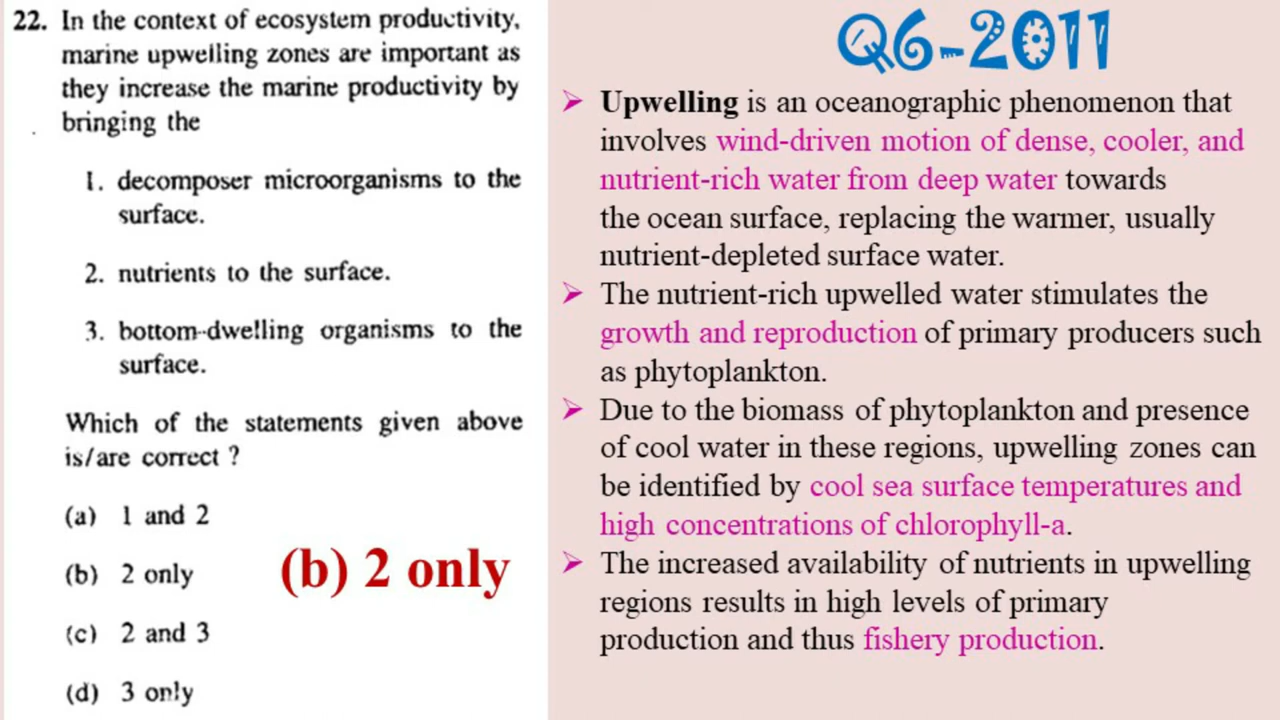 22. In the context of ecosystem productivity,
marine upwelling zones are important as
they increase the marine productivity by
bringing the
1. decomposer microorganisms to the
surface.
2. nutrients to the surface.
3. bottom-dwelling organisms to the
surface.
Which of the statements given above
is/are correct ?
(a) 1 and 2
(b) 2 only
(c) 2 and 3
(d) 3 only
(b) 2 only
Q6-2011
➢ Upwelling is an oceanographic phenomenon that
involves wind-driven motion of dense, cooler, and
nutrient-rich water from deep water towards
the ocean surface, replacing the warmer, usually
nutrient-depleted surface water.
➢ The nutrient-rich upwelled water stimulates the
growth and reproduction of primary producers such
as phytoplankton.
➢ Due to the biomass of phytoplankton and presence
of cool water in these regions, upwelling zones can
be identified by cool sea surface temperatures and
high concentrations of chlorophyll-a.
➢ The increased availability of nutrients in upwelling
regions results in high levels of primary
production and thus fishery production.